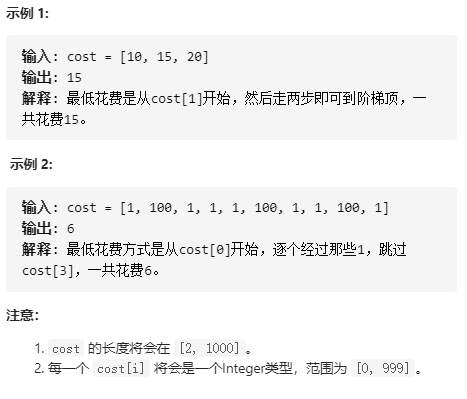 示例 1:
输入: cost = [10, 15, 20]
输出: 15
解释: 最低花费是从cost[1]开始，然后走两步即可到阶梯顶，一
共花费15。
示例 2:
输入: cost = [1, 100, 1, 1, 1, 100, 1, 1, 100, 1]
输出: 6
解释: 最低花费方式是从cost[0]开始，逐个经过那些1，跳过
cost[3]，一共花费6。
注意：
1. cost 的长度将会在 [2, 1000]。
2. 每一个 cost[i] 将会是一个Integer类型，范围为 [0, 999]。